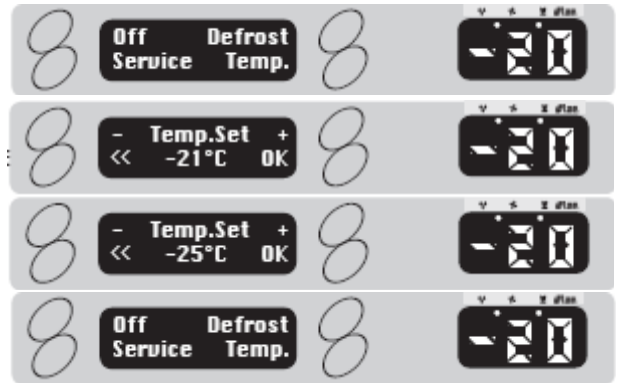 Off Defrost
Service Temp.
-20
- Temp.Set +
<< -21°C OK
-20
- Temp.Set +
<< -25°C OK
-20
Off Defrost
Service Temp.
-20